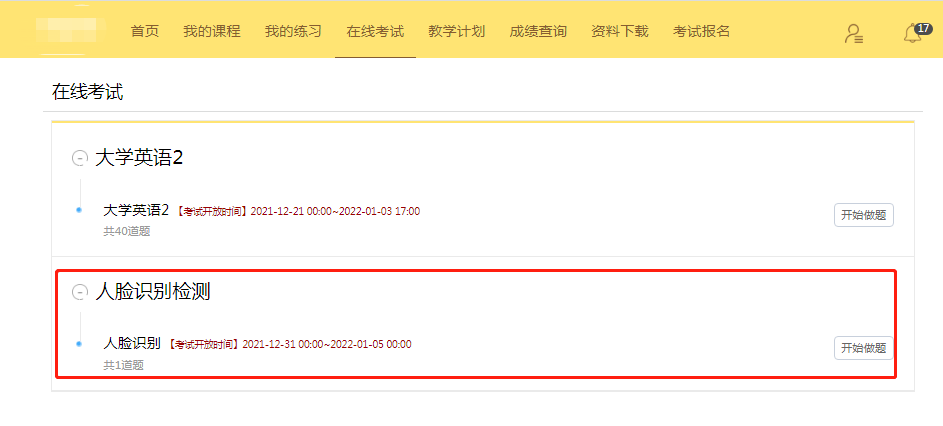 首页 我的课程 我的练习 在线考试 教学计划 成绩查询 资料下载 考试报名 17
在线考试
大学英语2
大学英语2 【考试开放时间】2021-12-21 00:00~2022-01-03 17:00
开始做题
共40道题
人脸识别检测
人脸识别 【考试开放时间】2021-12-31 00:00~2022-01-05 00:00
开始做题
共1道题